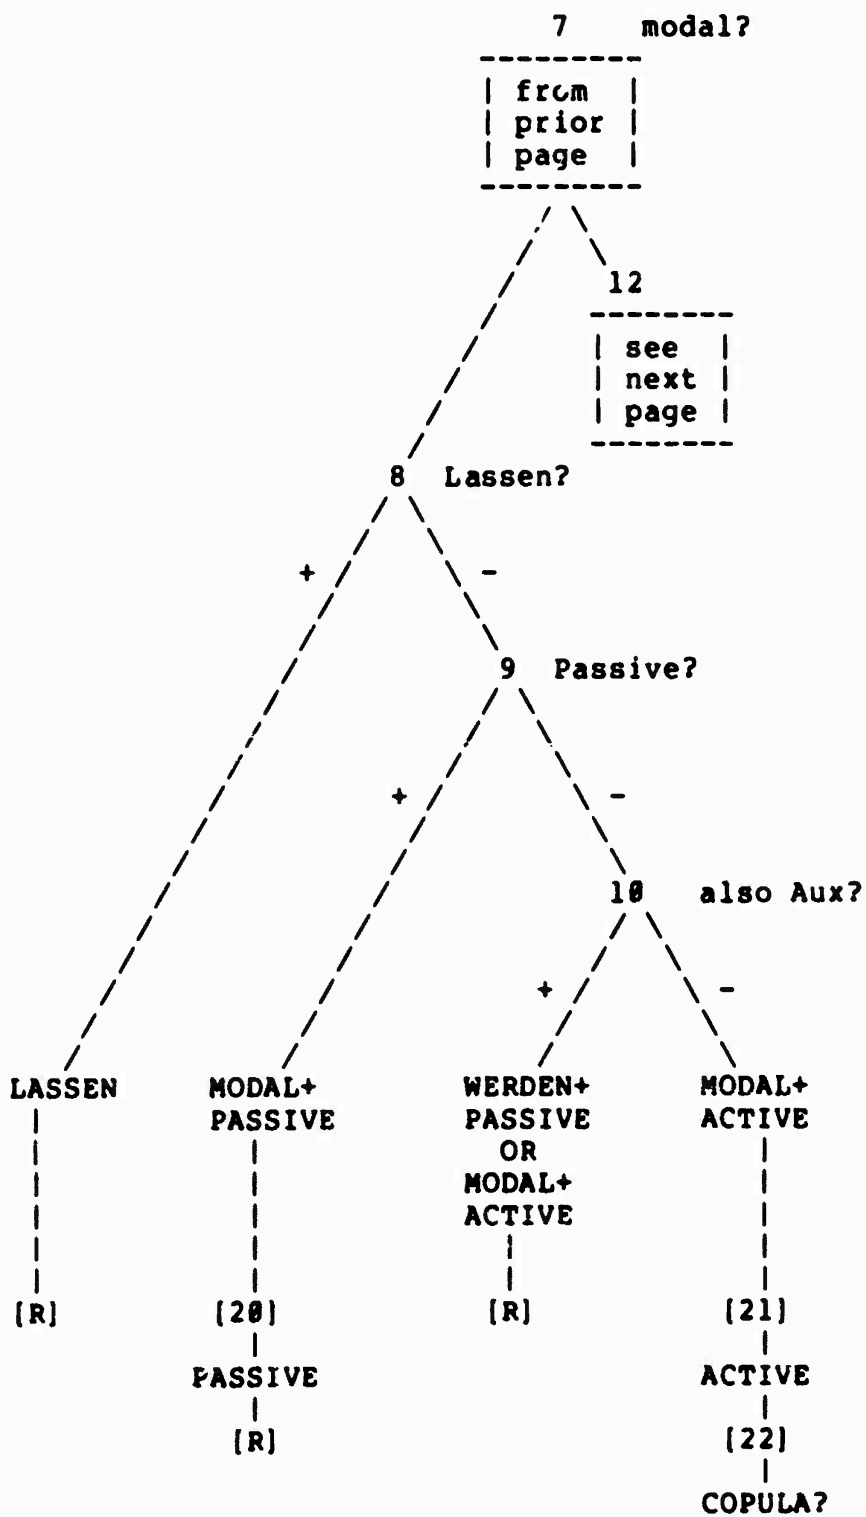 7 modal?
from
prior
page
12
see
next
page
8 Lassen?
+ -
9 Passive?
+ -
10 also Aux?
+ -
LASSEN MODAL+ WERDEN+ MODAL+
PASSIVE PASSIVE ACTIVE
OR
MODAL+
ACTIVE
[R] [20] [R] [21]
PASSIVE ACTIVE
[R] [22]
COPULA?